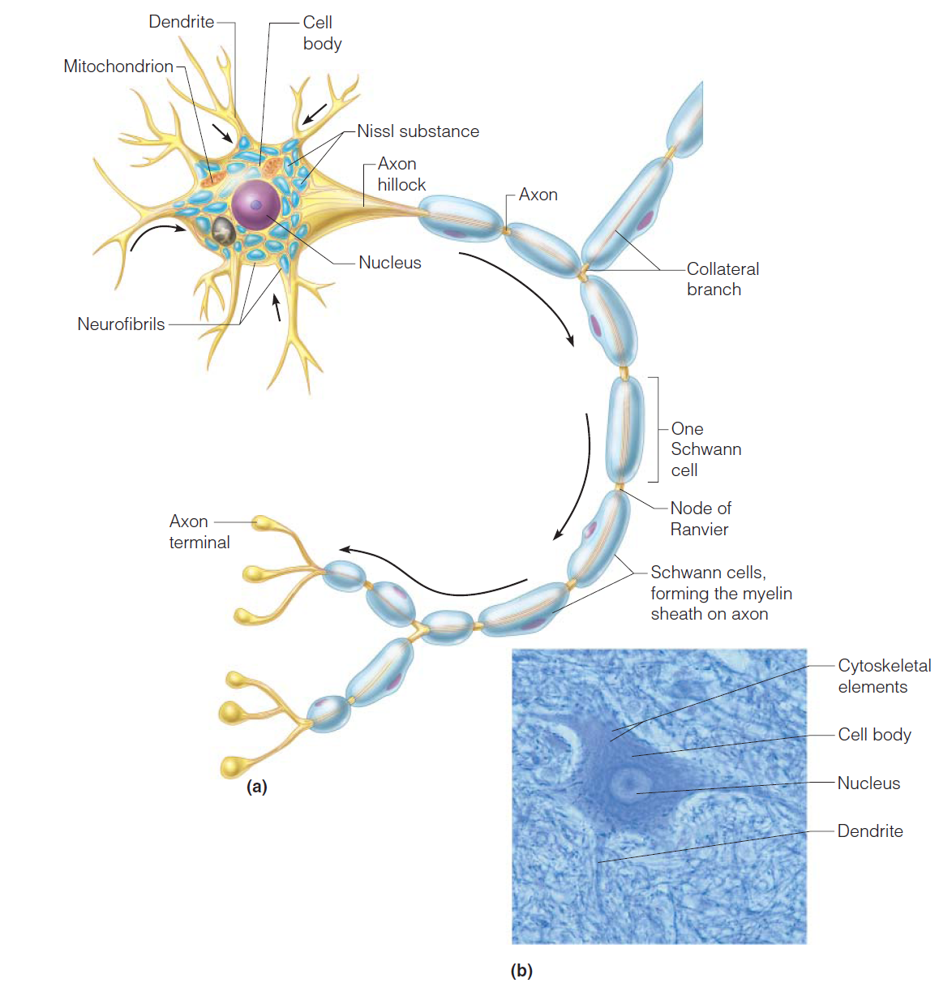 Dendrite
Cell
body
Mitochondrion
Nissl substance
Axon
hillock
Axon
Nucleus
Collateral
branch
Neurofibrils
One
Schwann
cell
Node of
Ranvier
Axon
terminal
Schwann cells,
forming the myelin
sheath on axon
(a)
Cytoskeletal
elements
Cell body
Nucleus
Dendrite
(b)